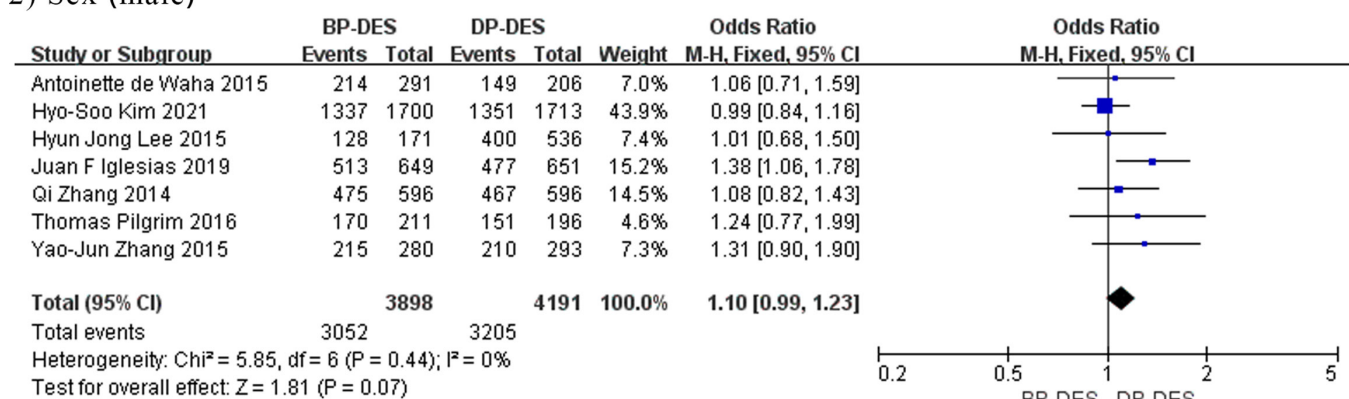 2) Sex (male)
BP-DES DP-DES Odds Ratio Odds Ratio
Study or Subgroup Events Total Events Total Weight M-H, Fixed, 95% CI M-H, Fixed, 95% CI
Antoinette de Waha 2015 214 291 149 206 7.0% 1.06 [0.71, 1.59]
Hyo-Soo Kim 2021 1337 1700 1351 1713 43.9% 0.99 [0.84, 1.16]
Hyun Jong Lee 2015 128 171 400 536 7.4% 1.01 [0.68, 1.50]
Juan F Iglesias 2019 513 649 477 651 15.2% 1.38 [1.06, 1.78]
Qi Zhang 2014 475 596 467 596 14.5% 1.08 [0.82, 1.43]
Thomas Pilgrim 2016 170 211 151 196 4.6% 1.24 [0.77, 1.99]
Yao-Jun Zhang 2015 215 280 210 293 7.3% 1.31 [0.90, 1.90]
Total (95% CI) 3898 4191 100.0% 1.10 [0.99, 1.23]
Total events 3052 3205
Heterogeneity: Chi² = 5.85, df = 6 (P = 0.44); I² = 0%
Test for overall effect: Z = 1.81 (P = 0.07)
0.2 0.5 1 2 5
BP-DES DP-DES